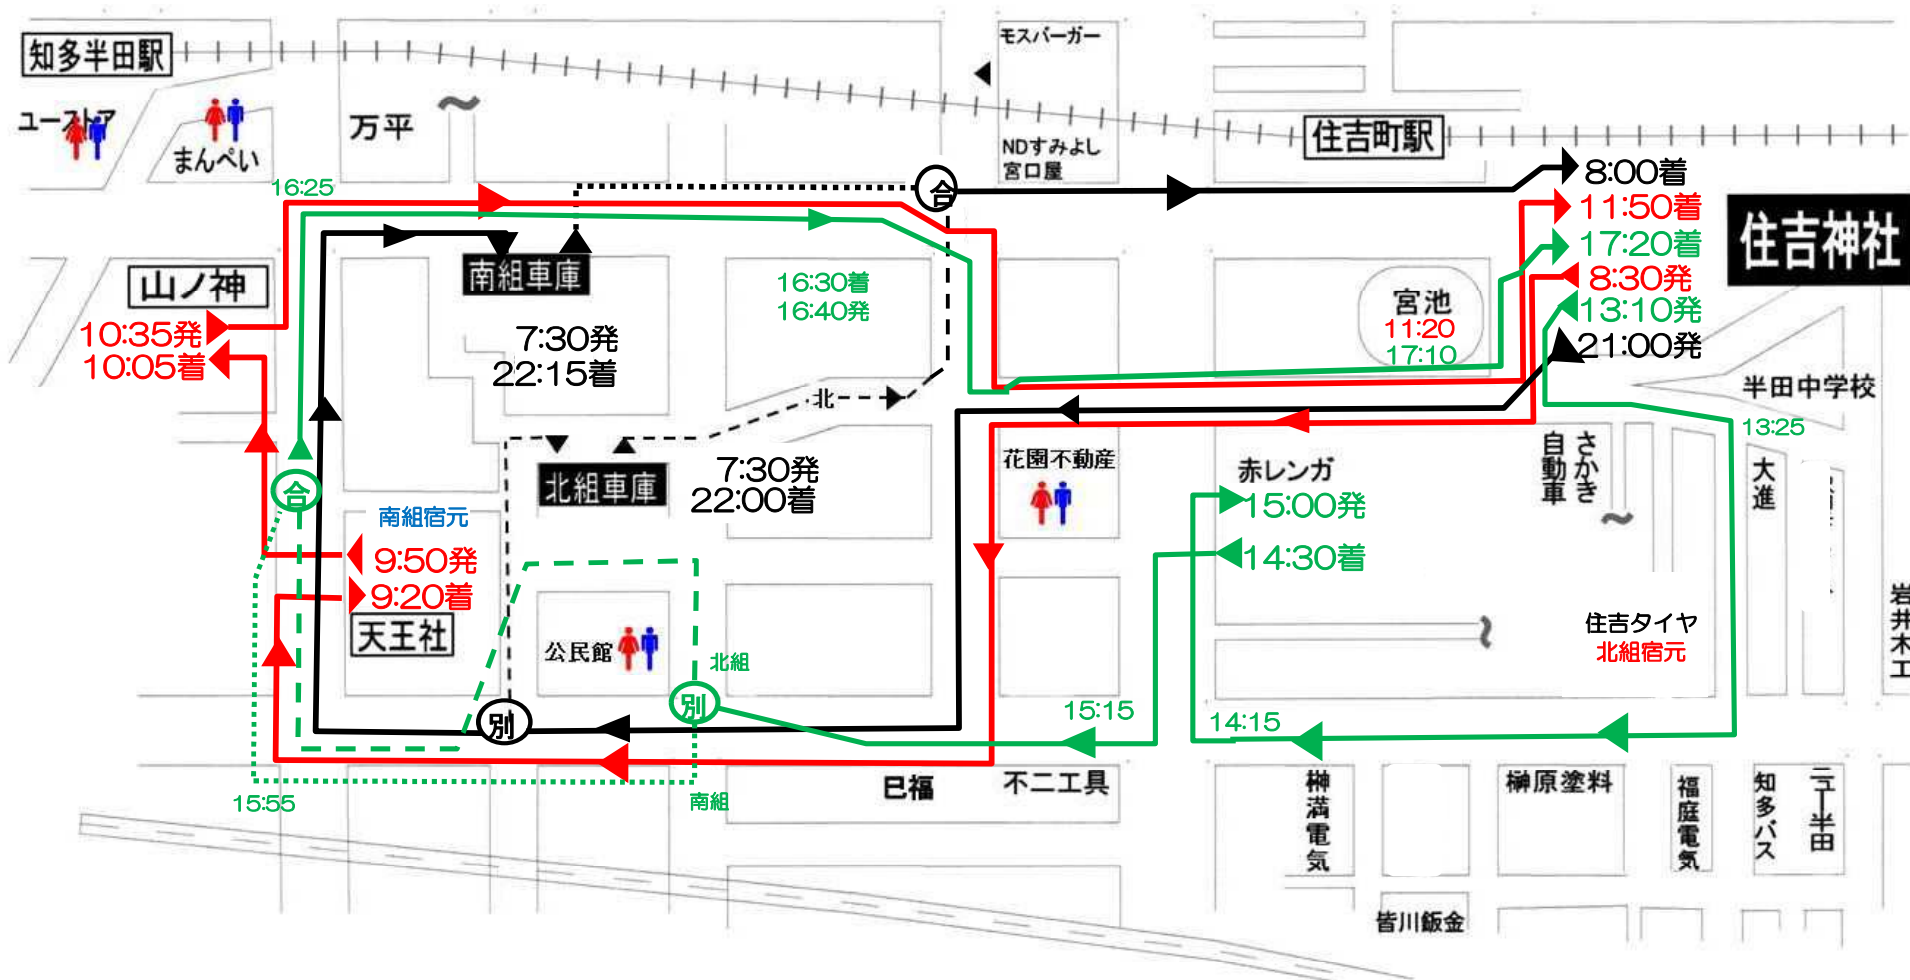 モスバーガー
知多半田駅
ユーストア
まんぺい
万平
NDすみよし
宮口屋
住吉町駅
16:25
合
8:00着
11:50着
17:20着
8:30発
13:10発
21:00発
住吉神社
山ノ神
10:35発
10:05着
南組車庫
7:30発
22:15着
16:30着
16:40発
宮池
11:20
17:10
半田中学校
13:25
北
北組車庫
7:30発
22:00着
花園不動産
赤レンガ
15:00発
14:30着
さかき
自動車
大進
合
南組宿元
9:50発
9:20着
天王社
公民館
北組
別
別
住吉タイヤ
北組宿元
岩井木工
15:15
14:15
15:55
南組
巳福
不二工具
榊満電気
榊原塗料
福庭電気
知多バス
ニュー半田
皆川鈑金